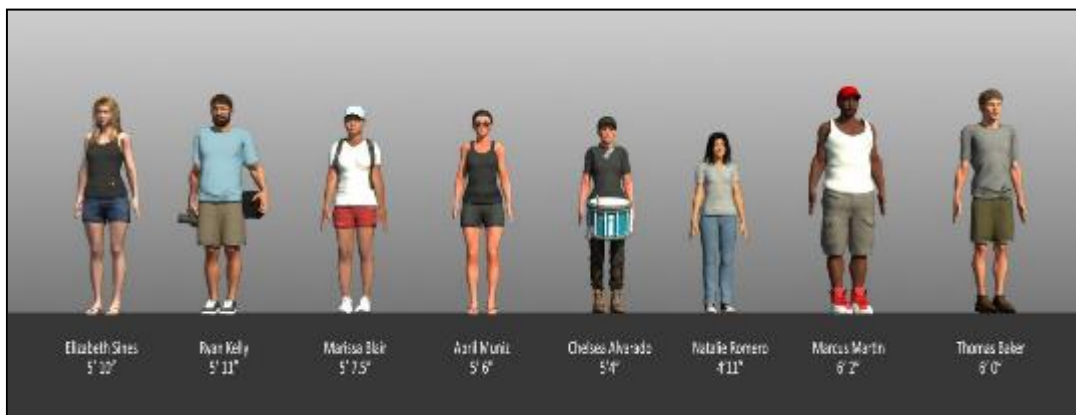 Elizabeth Sines
5' 10"
Ryan Kelly
5' 11"
Marissa Blair
5' 7.5"
April Muniz
5' 6"
Chelsea Alvarado
5'4"
Natalie Romero
4'11"
Marcus Martin
6' 2"
Thomas Baker
6' 0"